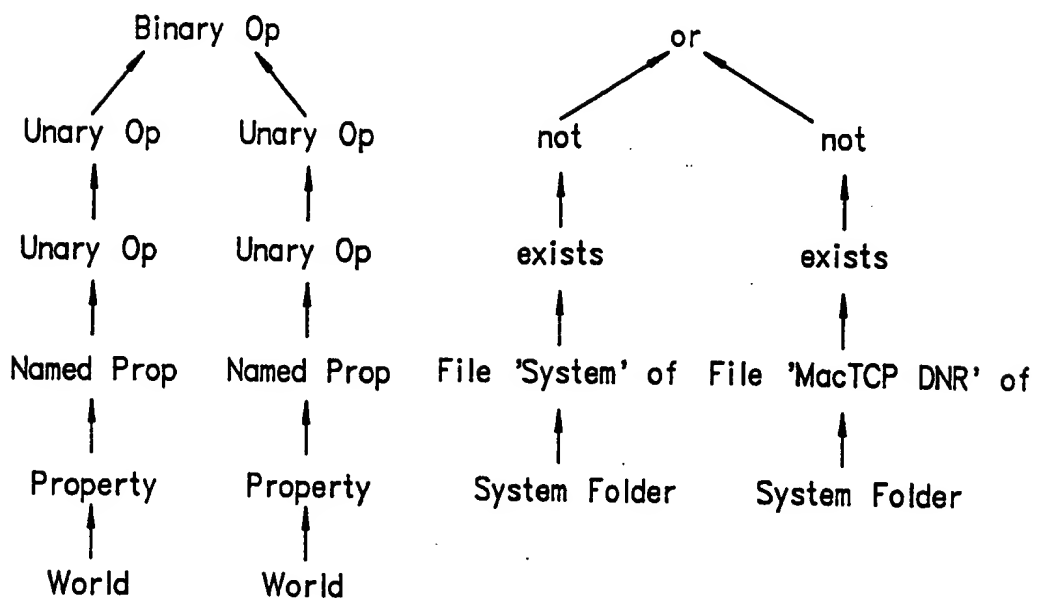 Binary Op
or
Unary Op Unary Op not not
Unary Op Unary Op exists exists
Named Prop Named Prop File 'System' of File 'MacTCP DNR' of
Property Property System Folder System Folder
World World